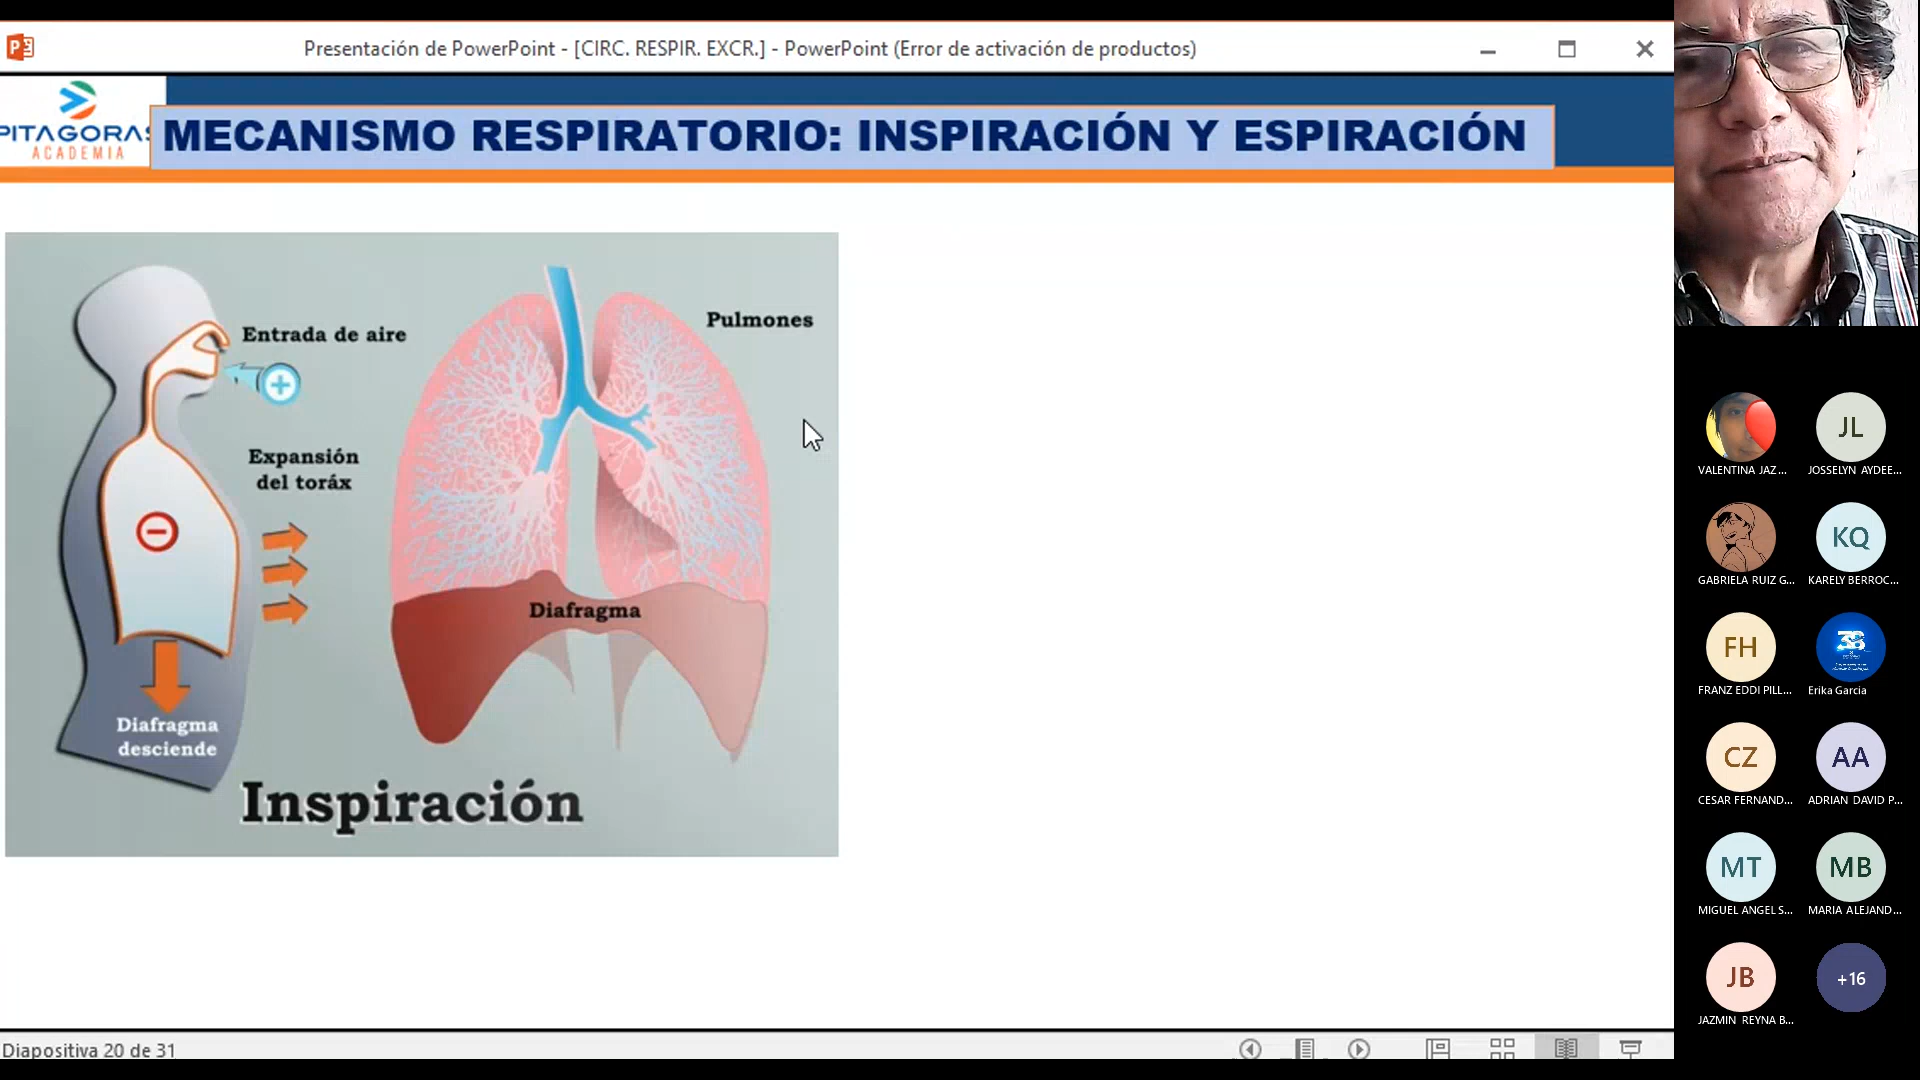 Presentación de PowerPoint - [CIRC. RESPIR. EXCR.] - PowerPoint (Error de activación de productos)
PITAGORAS
ACADEMIA
MECANISMO RESPIRATORIO: INSPIRACIÓN Y ESPIRACIÓN
Entrada de aire
Pulmones
Expansión
del toráx
Diafragma
Diafragma
desciende
Inspiración
Diapositiva 20 de 31
JL
VALENTINA JAZ...
JOSSELYN AYDEE...
KQ
GABRIELA RUIZ G...
KARELY BERROC...
FH
38
FRANZ EDDI PILL...
Erika Garcia
CZ
AA
CESAR FERNAND...
ADRIAN DAVID P...
MT
MB
MIGUEL ANGEL S...
MARIA ALEJAND...
JB
+16
JAZMIN REYNA B...